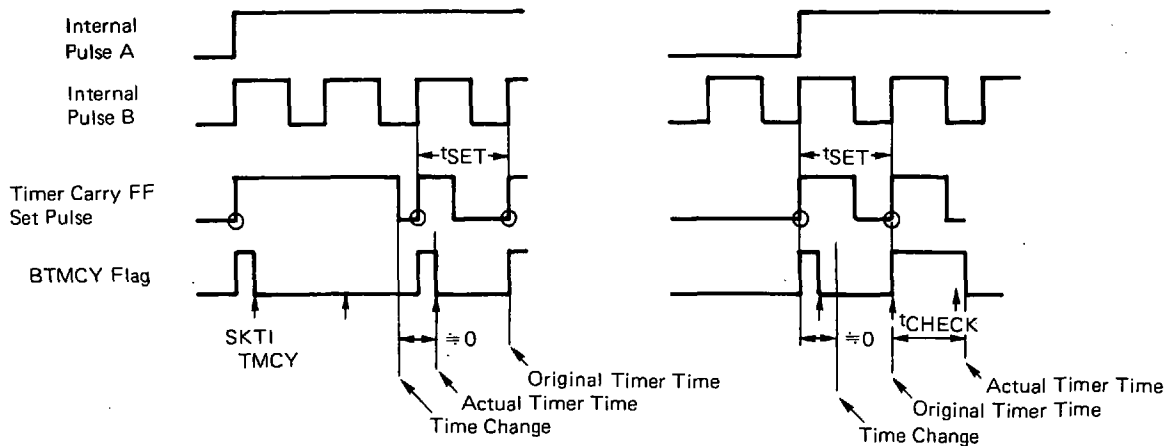 Internal
Pulse A
Internal
Pulse B
tSET
tSET
Timer Carry FF
Set Pulse
BTMCY Flag
SKTI
TMCY
≒0
Original Timer Time
Actual Timer Time
Time Change
≒0
tCHECK
Actual Timer Time
Original Timer Time
Time Change